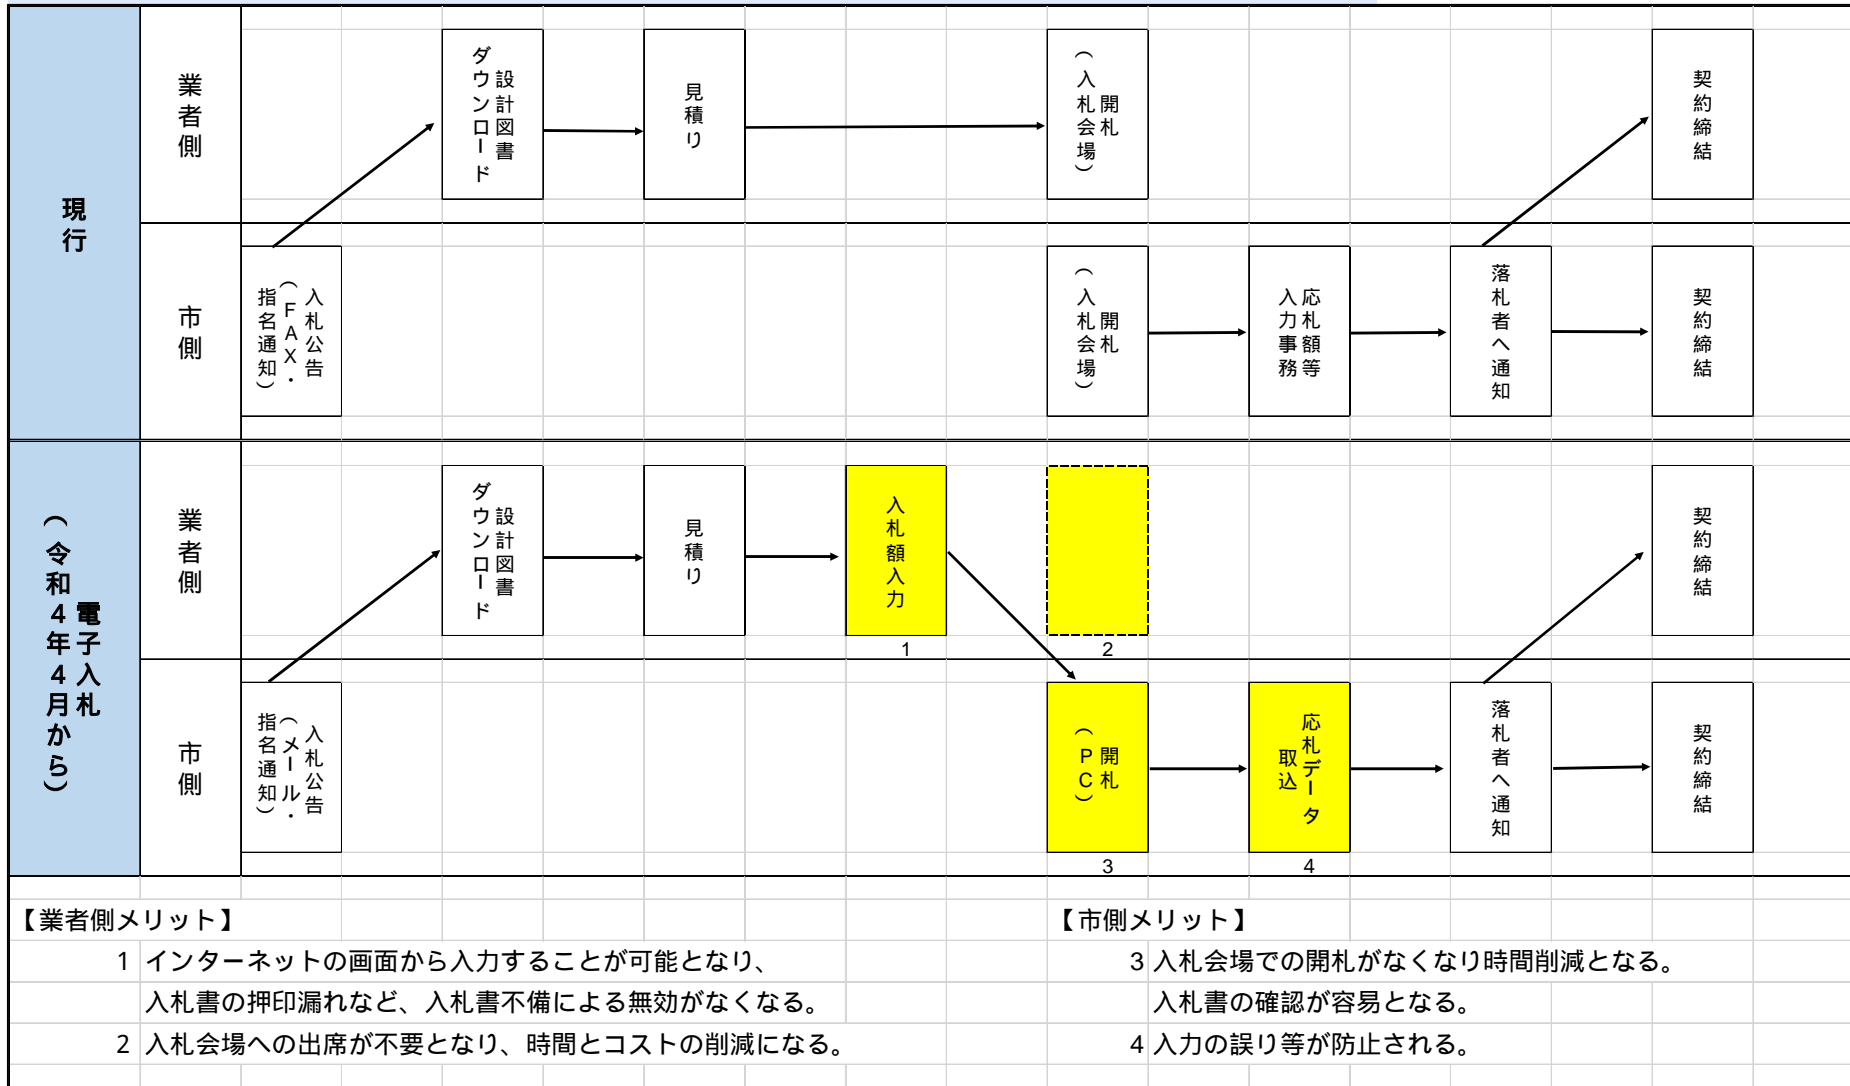 現行
業者側
設計図書
ダウンロード
見積り
開札
（入札会場）
契約締結
市側
入札公告
（FAX・
指名通知）
開札
（入札会場）
応札額等
入力事務
落札者へ通知
契約締結
電子入札
（令和４年４月から）
業者側
設計図書
ダウンロード
見積り
入札額入力
1
2
契約締結
市側
入札公告
（メール・
指名通知）
開札
（PC）
3
応札データ
取込
4
落札者へ通知
契約締結
【業者側メリット】
1 インターネットの画面から入力することが可能となり、
入札書の押印漏れなど、入札書不備による無効がなくなる。
2 入札会場への出席が不要となり、時間とコストの削減になる。
【市側メリット】
3 入札会場での開札がなくなり時間削減となる。
入札書の確認が容易となる。
4 入力の誤り等が防止される。